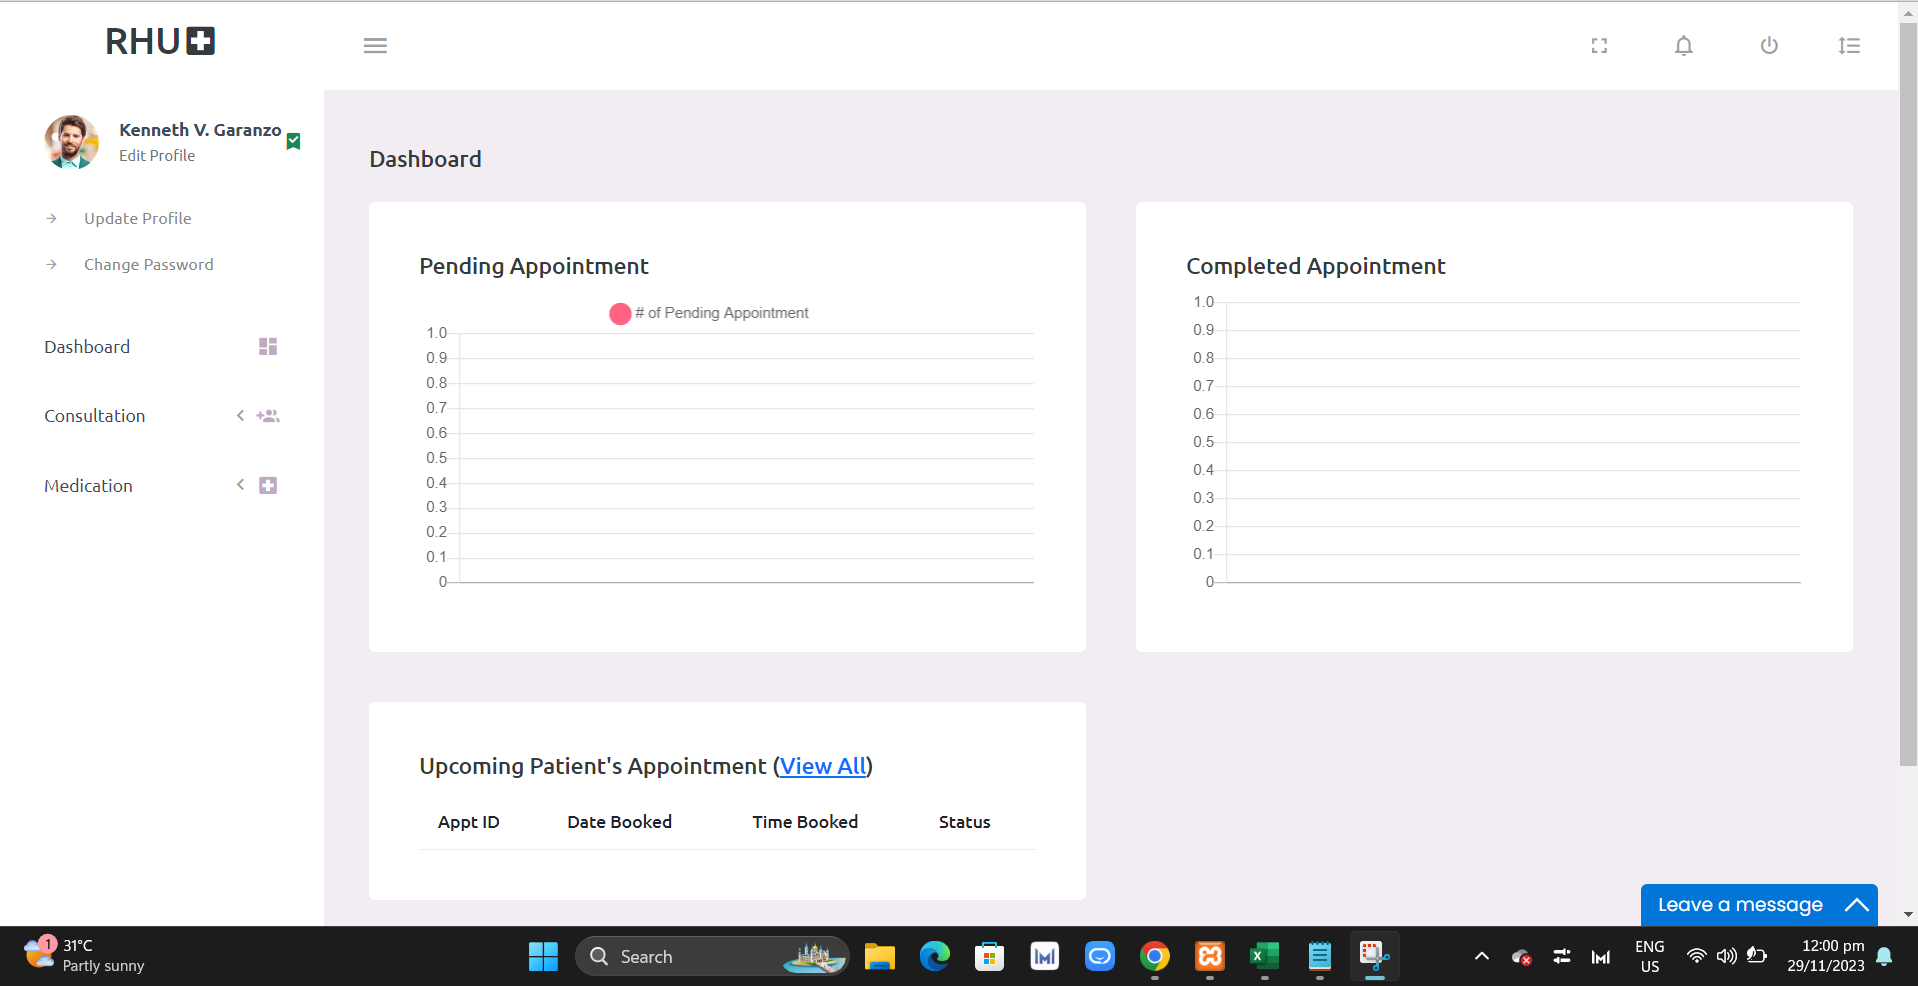 RHU
Kenneth V. Garanzo
Edit Profile
Update Profile
Change Password
Dashboard
Consultation
Medication
Dashboard
Pending Appointment
# of Pending Appointment
1.0
0.9
0.8
0.7
0.6
0.5
0.4
0.3
0.2
0.1
0
Completed Appointment
1.0
0.9
0.8
0.7
0.6
0.5
0.4
0.3
0.2
0.1
0
Upcoming Patient's Appointment (View All)
Appt ID Date Booked Time Booked Status
Leave a message
1
31°C
Partly sunny
Search
ENG
US
12:00 pm
29/11/2023